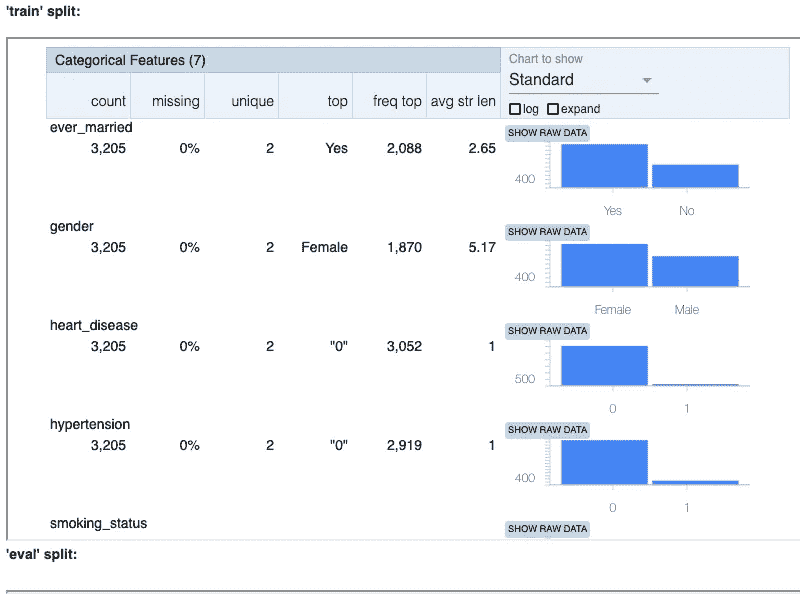 'train' split:
Categorical Features (7)
Chart to show
Standard
count missing unique top freq top avg str len
log expand
ever_married
SHOW RAW DATA
3,205 0% 2 Yes 2,088 2.65
400
Yes No
gender
SHOW RAW DATA
3,205 0% 2 Female 1,870 5.17
400
Female Male
heart_disease
SHOW RAW DATA
3,205 0% 2 "0" 3,052 1
500
0 1
hypertension
SHOW RAW DATA
3,205 0% 2 "0" 2,919 1
400
0 1
smoking_status
SHOW RAW DATA
'eval' split: